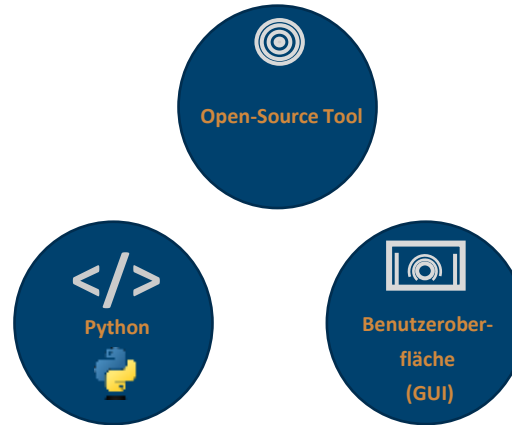 Open-Source Tool
</>
Python
Benutzerober-
fläche
(GUI)